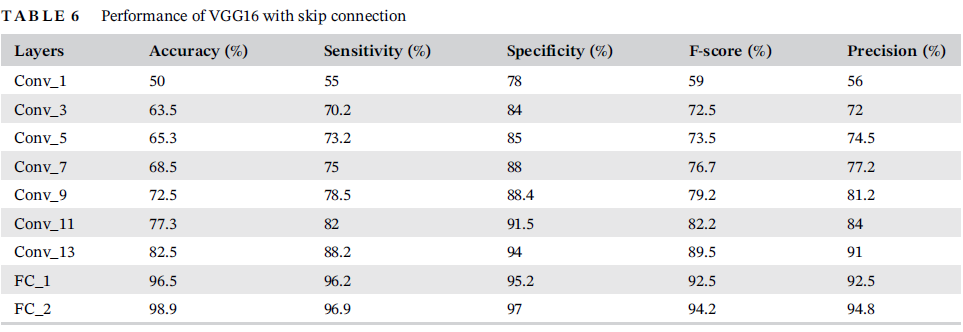 TABLE 6 Performance of VGG16 with skip connection
Layers Accuracy (%) Sensitivity (%) Specificity (%) F-score (%) Precision (%)
Conv_1 50 55 78 59 56
Conv_3 63.5 70.2 84 72.5 72
Conv_5 65.3 73.2 85 73.5 74.5
Conv_7 68.5 75 88 76.7 77.2
Conv_9 72.5 78.5 88.4 79.2 81.2
Conv_11 77.3 82 91.5 82.2 84
Conv_13 82.5 88.2 94 89.5 91
FC_1 96.5 96.2 95.2 92.5 92.5
FC_2 98.9 96.9 97 94.2 94.8